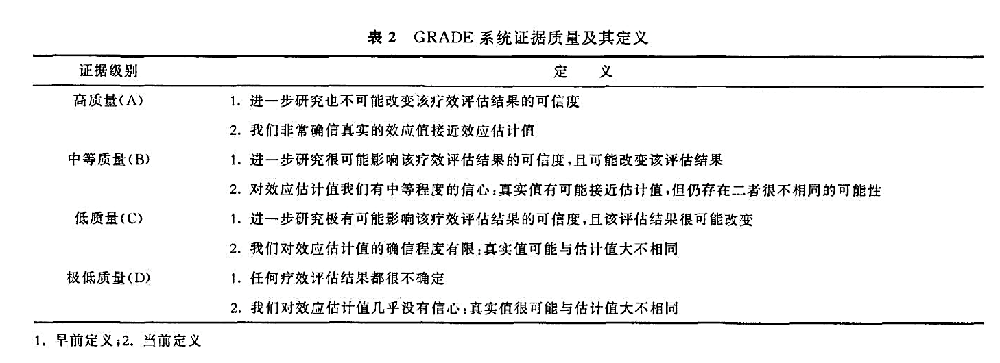 表 2 GRADE 系统证据质量及其定义
证据级别 定 义
高质量(A) 1. 进一步研究也不可能改变该疗效评估结果的可信度
2. 我们非常确信真实的效应值接近效应估计值
中等质量(B) 1. 进一步研究很可能影响该疗效评估结果的可信度,且可能改变该评估结果
2. 对效应估计值我们有中等程度的信心:真实值有可能接近估计值,但仍存在二者很不相同的可能性
低质量(C) 1. 进一步研究极有可能影响该疗效评估结果的可信度,且该评估结果很可能改变
2. 我们对效应估计值的确信程度有限:真实值可能与估计值大不相同
极低质量(D) 1. 任何疗效评估结果都很不确定
2. 我们对效应估计值几乎没有信心:真实值很可能与估计值大不相同
1. 早前定义;2. 当前定义